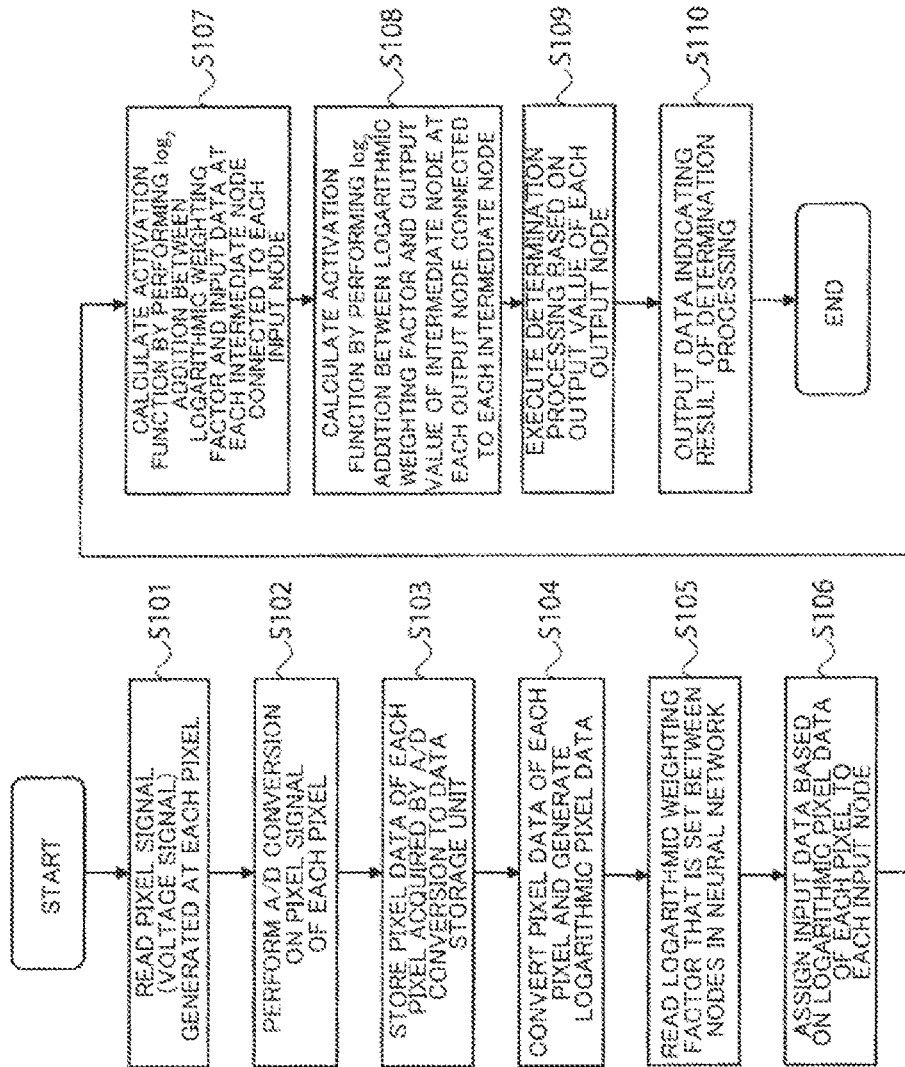 START
READ PIXEL SIGNAL
(VOLTAGE SIGNAL)
GENERATED AT EACH PIXEL
S101
PERFORM A/D CONVERSION
ON PIXEL SIGNAL
OF EACH PIXEL
S102
STORE PIXEL DATA OF EACH
PIXEL ACQUIRED BY A/D
CONVERSION TO DATA
STORAGE UNIT
S103
CONVERT PIXEL DATA OF EACH
PIXEL AND GENERATE
LOGARITHMIC PIXEL DATA
S104
READ LOGARITHMIC WEIGHTING
FACTOR THAT IS SET BETWEEN
NODES IN NEURAL NETWORK
S105
ASSIGN INPUT DATA BASED
ON LOGARITHMIC PIXEL DATA
OF EACH PIXEL TO
EACH INPUT NODE
S106
CALCULATE ACTIVATION
FUNCTION BY PERFORMING log₂
ADDITION BETWEEN
LOGARITHMIC WEIGHTING
FACTOR AND INPUT DATA AT
EACH INTERMEDIATE NODE
CONNECTED TO EACH
INPUT NODE
S107
CALCULATE ACTIVATION
FUNCTION BY PERFORMING log₂
ADDITION BETWEEN LOGARITHMIC
WEIGHTING FACTOR AND OUTPUT
VALUE OF INTERMEDIATE NODE AT
EACH OUTPUT NODE CONNECTED
TO EACH INTERMEDIATE NODE
S108
EXECUTE DETERMINATION
PROCESSING BASED ON
OUTPUT VALUE OF EACH
OUTPUT NODE
S109
OUTPUT DATA INDICATING
RESULT OF DETERMINATION
PROCESSING
S110
END